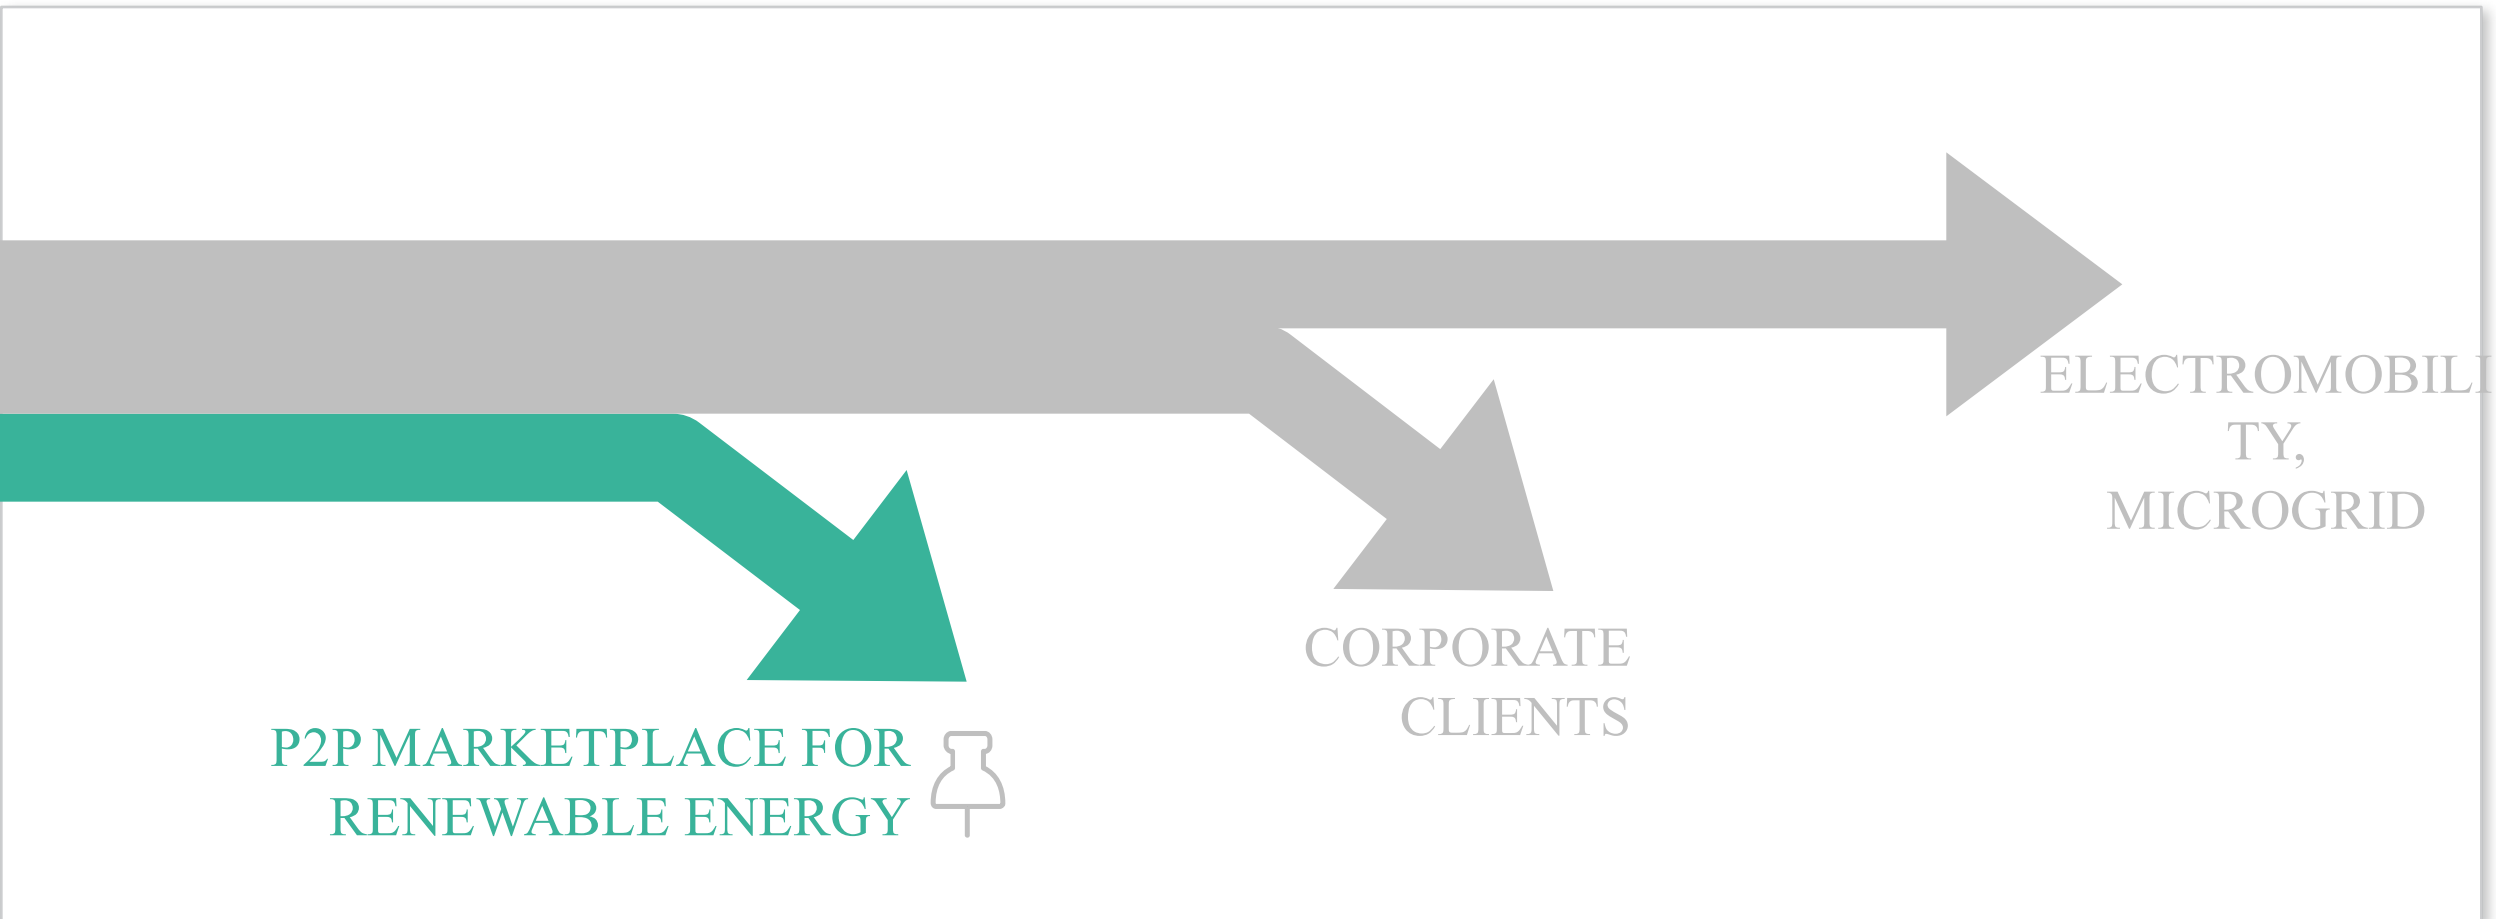 ELECTROMOBILI
TY,
MICROGRID
CORPORATE
CLIENTS
P2P MARKETPLACE FOR
RENEWABLE ENERGY